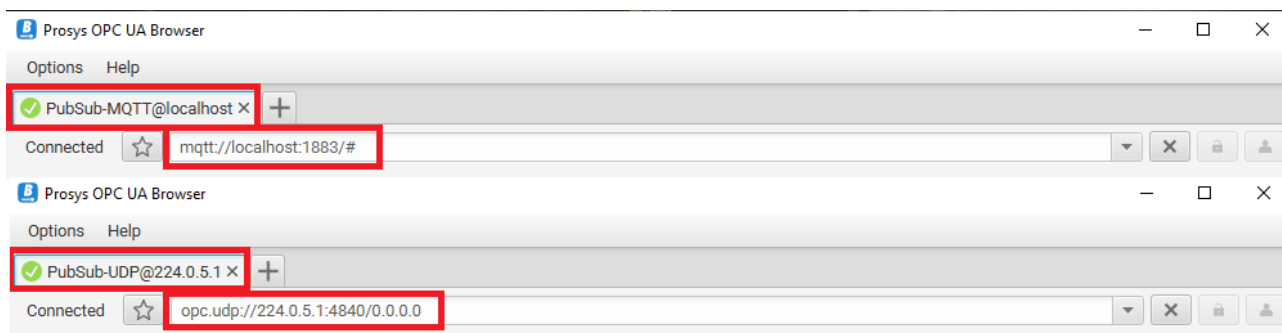 Prosys OPC UA Browser
Options Help
PubSub-MQTT@localhost
Connected mqtt://localhost:1883/#
Prosys OPC UA Browser
Options Help
PubSub-UDP@224.0.5.1
Connected opc.udp://224.0.5.1:4840/0.0.0.0